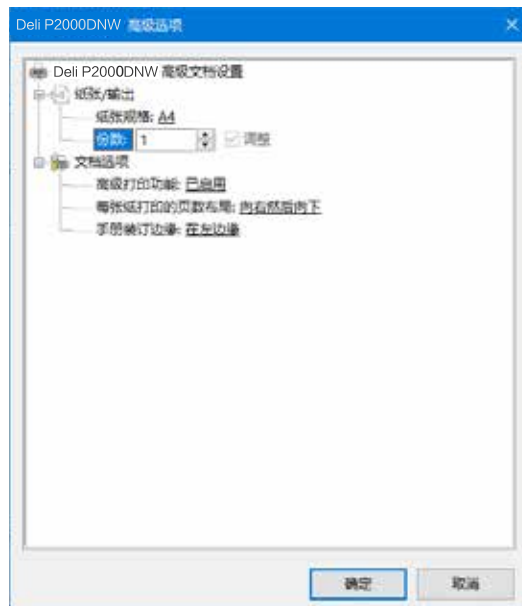 Deli P2000DNW 高级选项
Deli P2000DNW 高级文档设置
纸张/输出
纸张规格: A4
份数: 1 调整
文档选项
高级打印功能: 已启用
每张纸打印的页数布局: 向右然后向下
手册装订边缘: 在左边缘
确定 取消